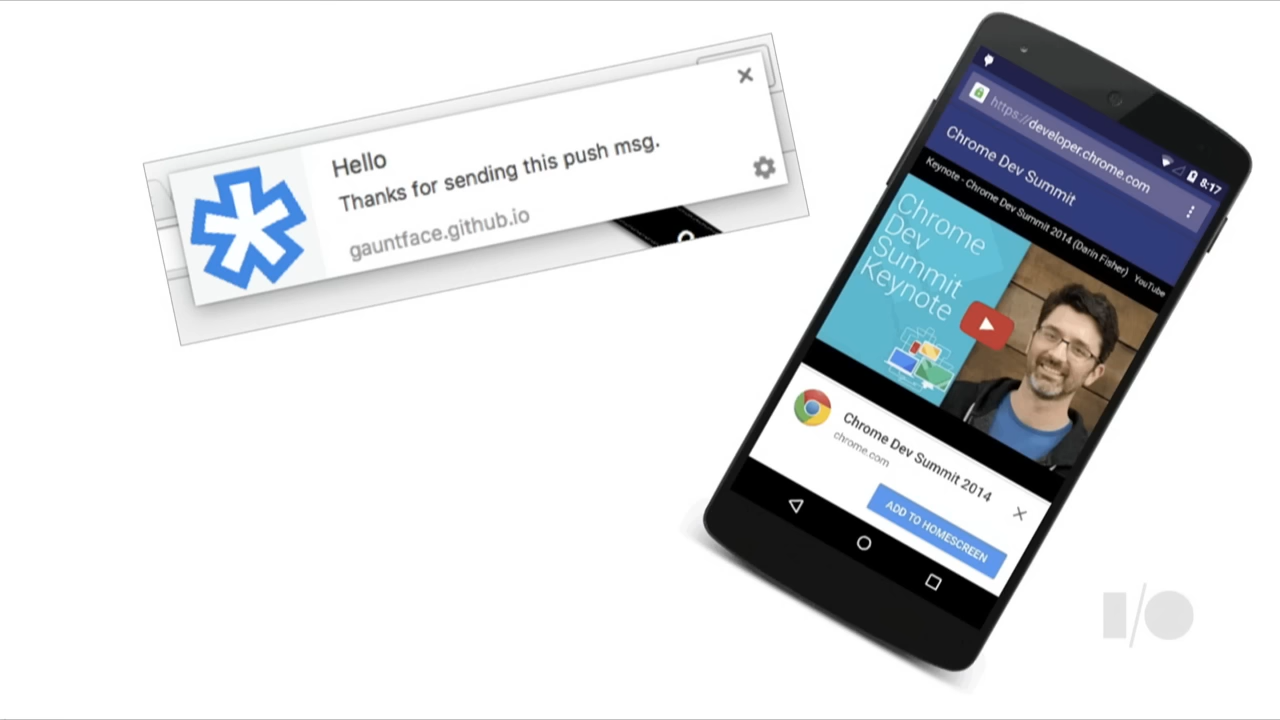 Hello
Thanks for sending this push msg.
gauntface.github.io
8:17
https://developer.chrome.com
Chrome Dev Summit
Keynote - Chrome Dev Summit 2014 (Darin Fisher) YouTube
Chrome
Dev
Summit
Keynote
Chrome Dev Summit 2014
chrome.com
ADD TO HOMESCREEN
I/O